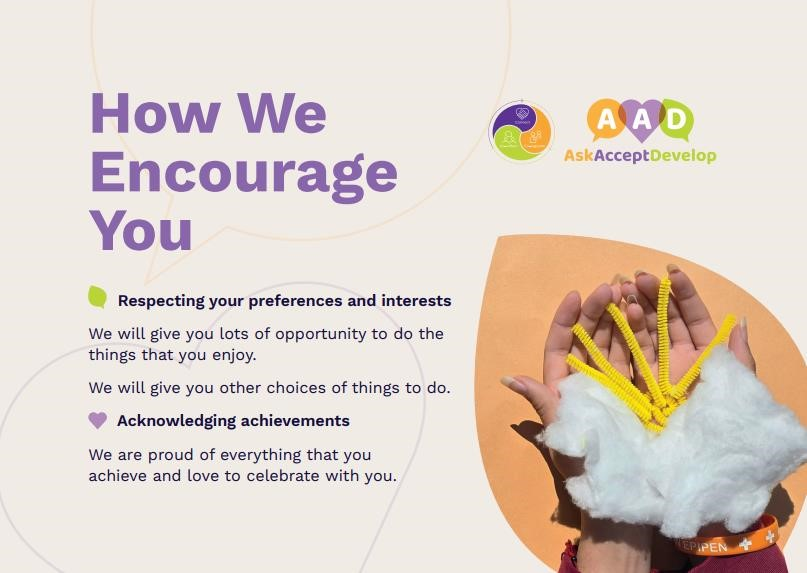 How We
Encourage
You
A A D
AskAcceptDevelop
Respecting your preferences and interests
We will give you lots of opportunity to do the
things that you enjoy.
We will give you other choices of things to do.
Acknowledging achievements
We are proud of everything that you
achieve and love to celebrate with you.
EPIPEN